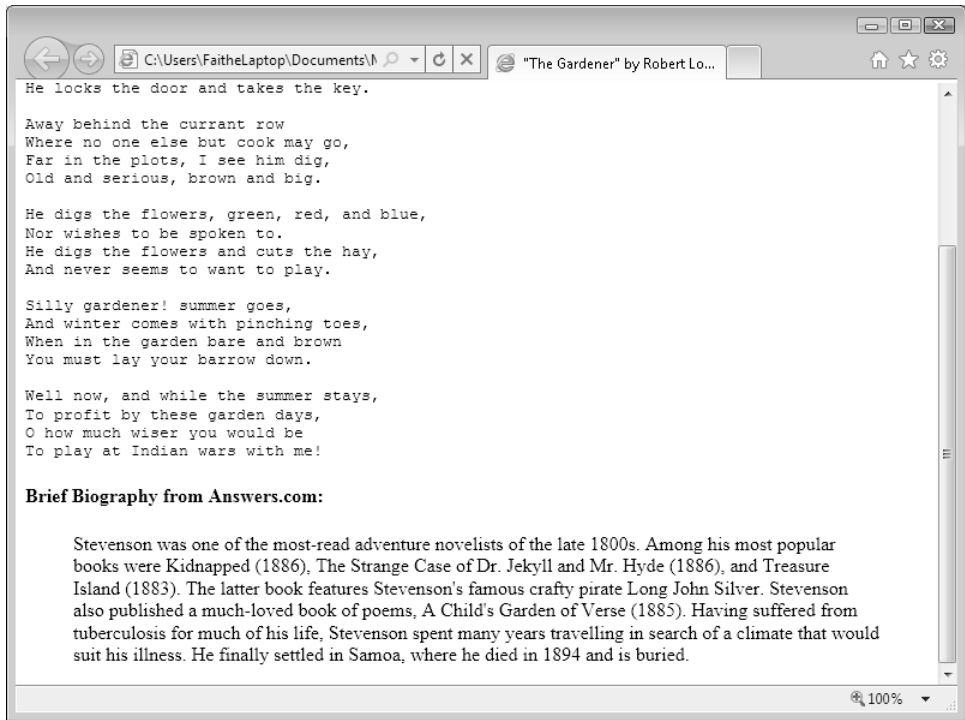 C:\Users\FaitheLaptop\Documents\M
"The Gardener" by Robert Lo...
He locks the door and takes the key.
Away behind the currant row
Where no one else but cook may go,
Far in the plots, I see him dig,
Old and serious, brown and big.
He digs the flowers, green, red, and blue,
Nor wishes to be spoken to.
He digs the flowers and cuts the hay,
And never seems to want to play.
Silly gardener! summer goes,
And winter comes with pinching toes,
When in the garden bare and brown
You must lay your barrow down.
Well now, and while the summer stays,
To profit by these garden days,
O how much wiser you would be
To play at Indian wars with me!
Brief Biography from Answers.com:
Stevenson was one of the most-read adventure novelists of the late 1800s. Among his most popular
books were Kidnapped (1886), The Strange Case of Dr. Jekyll and Mr. Hyde (1886), and Treasure
Island (1883). The latter book features Stevenson's famous crafty pirate Long John Silver. Stevenson
also published a much-loved book of poems, A Child's Garden of Verse (1885). Having suffered from
tuberculosis for much of his life, Stevenson spent many years travelling in search of a climate that would
suit his illness. He finally settled in Samoa, where he died in 1894 and is buried.
100%